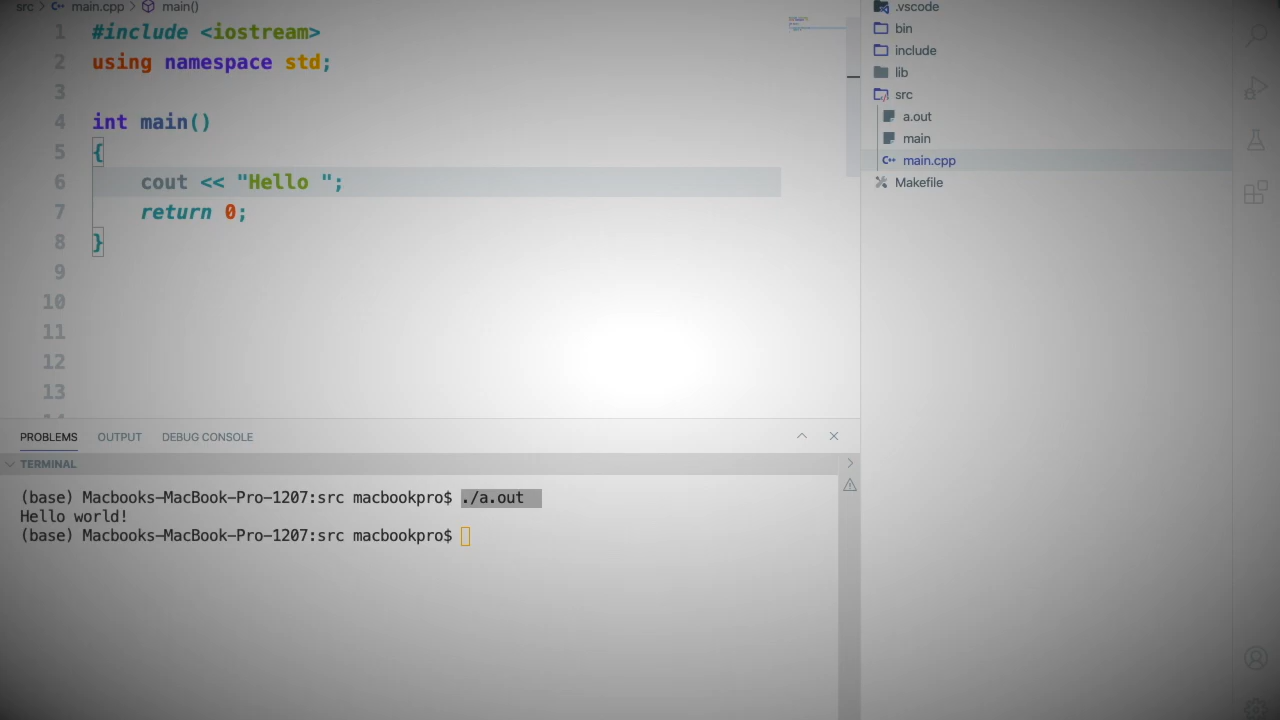 src > main.cpp > main()
1 #include <iostream>
2 using namespace std;
3
4 int main()
5 {
6 cout << "Hello ";
7 return 0;
8 }
9
10
11
12
13
PROBLEMS OUTPUT DEBUG CONSOLE
TERMINAL
(base) Macbooks-MacBook-Pro-1207:src macbookpro$ ./a.out
Hello world!
(base) Macbooks-MacBook-Pro-1207:src macbookpro$
.vscode
bin
include
lib
src
a.out
main
main.cpp
Makefile